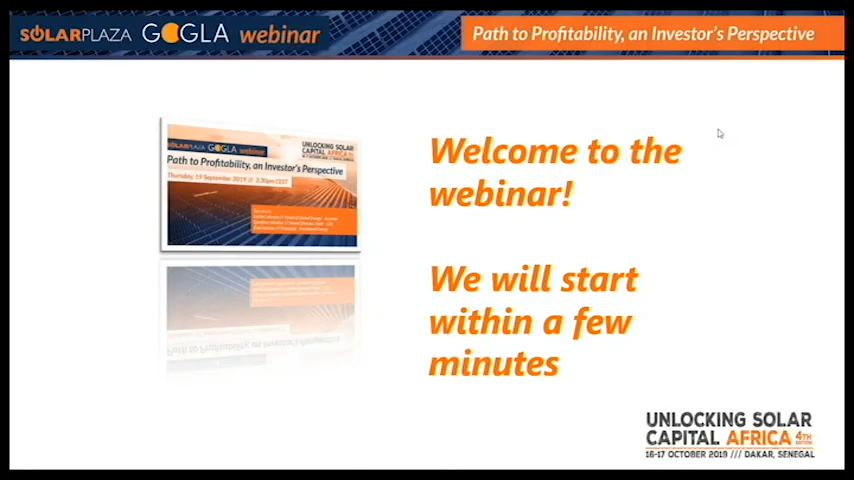 SOLARPLAZA GOGLA webinar
Path to Profitability, an Investor's Perspective
SOLARPLAZA GOGLA webinar
UNLOCKING SOLAR
CAPITAL AFRICA
Path to Profitability, an Investor's Perspective
Thursday, 19 September 2019 // 3:30pm CEST
Welcome to the
webinar!
We will start
within a few
minutes
UNLOCKING SOLAR
CAPITAL AFRICA 4TH EDITION
16-17 OCTOBER 2019 /// DAKAR, SENEGAL